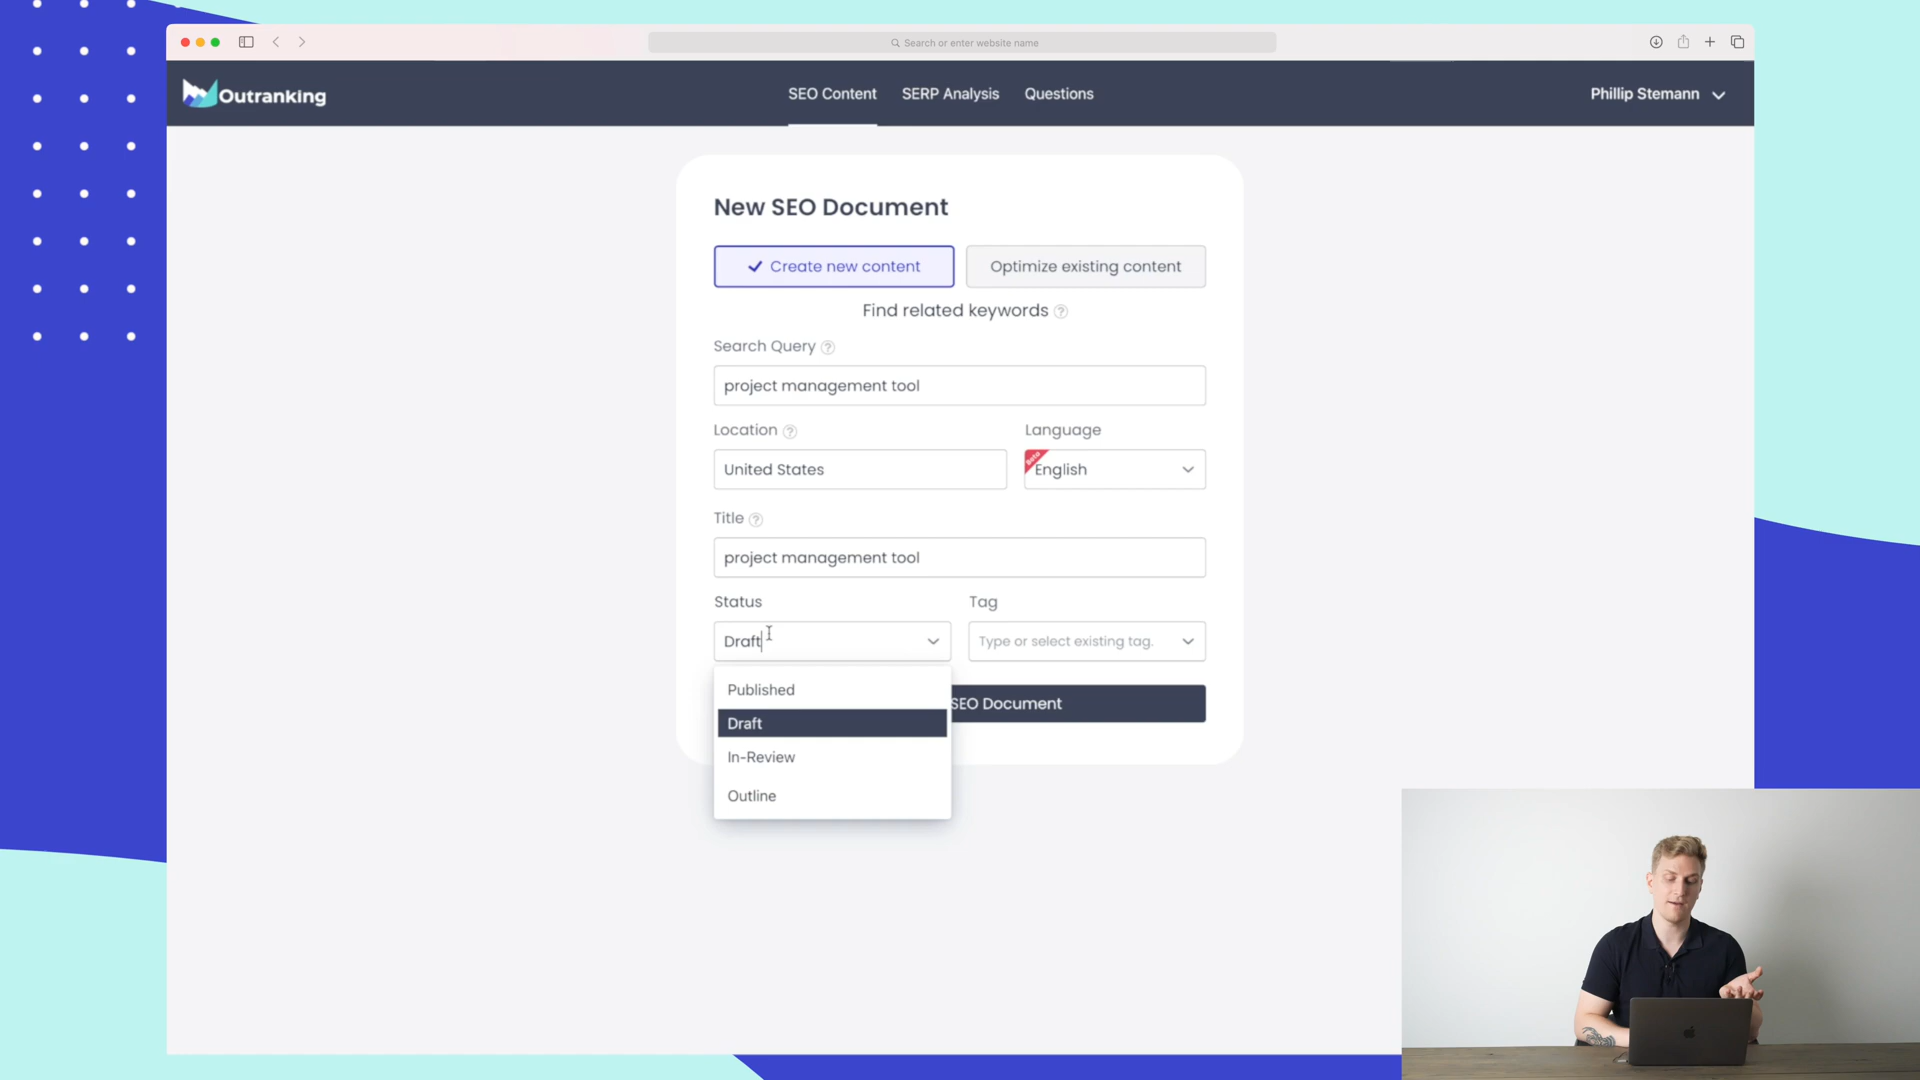 Search or enter website name
Outranking
SEO Content
SERP Analysis
Questions
Phillip Stemann
New SEO Document
Create new content
Optimize existing content
Find related keywords ?
Search Query ?
project management tool
Location ?
Language
United States
Beta
English
Title ?
project management tool
Status
Tag
Draft
Type or select existing tag.
Published
SEO Document
Draft
In-Review
Outline